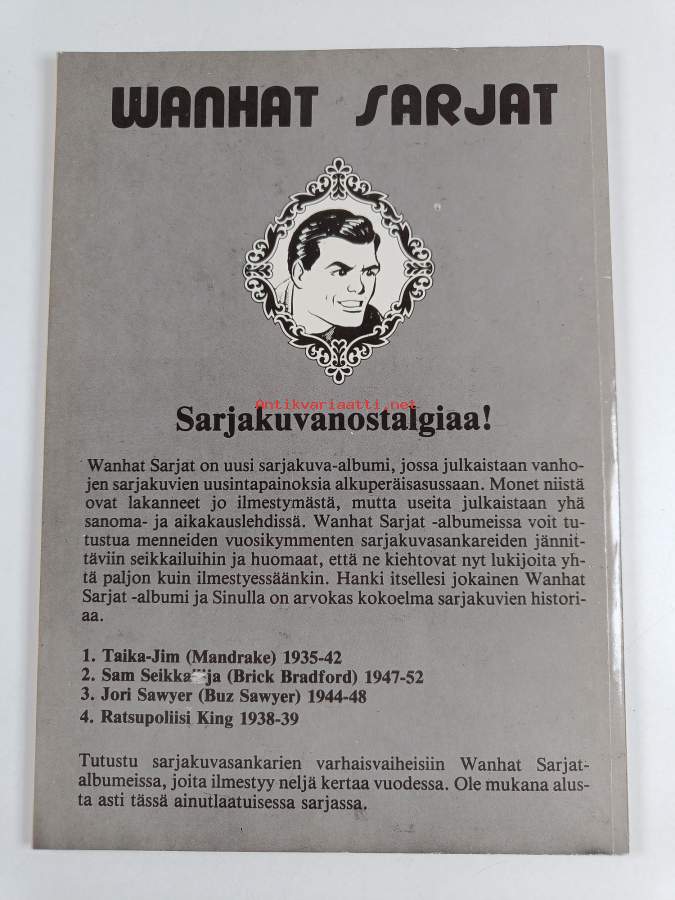 WANHAT SARJAT
Antikvariaatti.net
Sarjakuvanostalgiaa!
Wanhat Sarjat on uusi sarjakuva-albumi, jossa julkaistaan vanho-
jen sarjakuvien uusintapainoksia alkuperäisasussaan. Monet niistä
ovat lakanneet jo ilmestymästä, mutta useita julkaistaan yhä
sanoma- ja aikakauslehdissä. Wanhat Sarjat -albumeissa voit tu-
tustua menneiden vuosikymmenten sarjakuvasankareiden jännit-
täviin seikkailuihin ja huomaat, että ne kiehtovat nyt lukijoita yh-
tä paljon kuin ilmestyessäänkin. Hanki itsellesi jokainen Wanhat
Sarjat -albumi ja Sinulla on arvokas kokoelma sarjakuvien histori-
aa.
1. Taika-Jim (Mandrake) 1935-42
2. Sam Seikkailija (Brick Bradford) 1947-52
3. Jori Sawyer (Buz Sawyer) 1944-48
4. Ratsupoliisi King 1938-39
Tutustu sarjakuvasankarien varhaisvaiheisiin Wanhat Sarjat-
albumeissa, joita ilmestyy neljä kertaa vuodessa. Ole mukana alus-
ta asti tässä ainutlaatuisessa sarjassa.